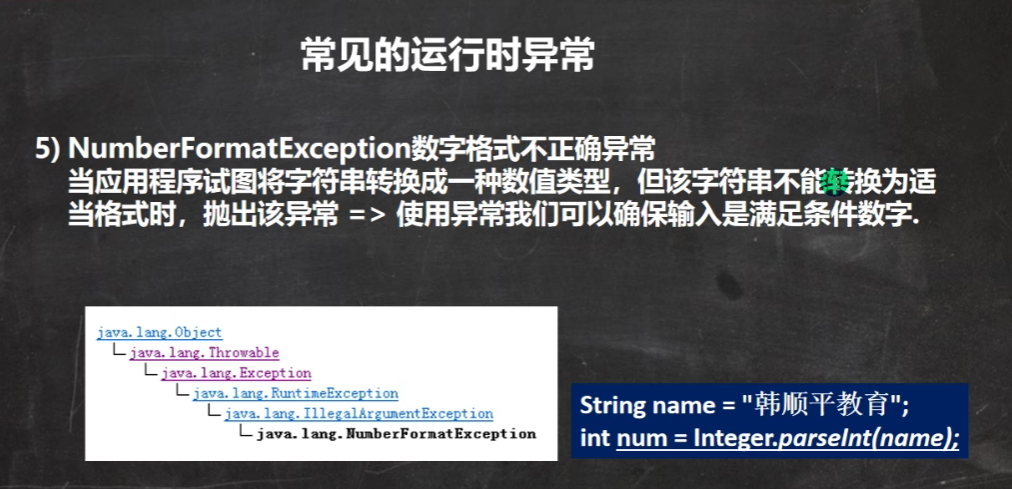 常见的运行时异常
5) NumberFormatException数字格式不正确异常
当应用程序试图将字符串转换成一种数值类型，但该字符串不能转换为适
当格式时，抛出该异常 => 使用异常我们可以确保输入是满足条件数字.
java.lang.Object
java.lang.Throwable
java.lang.Exception
java.lang.RuntimeException
java.lang.IllegalArgumentException
java.lang.NumberFormatException
String name = "韩顺平教育";
int num = Integer.parseInt(name);